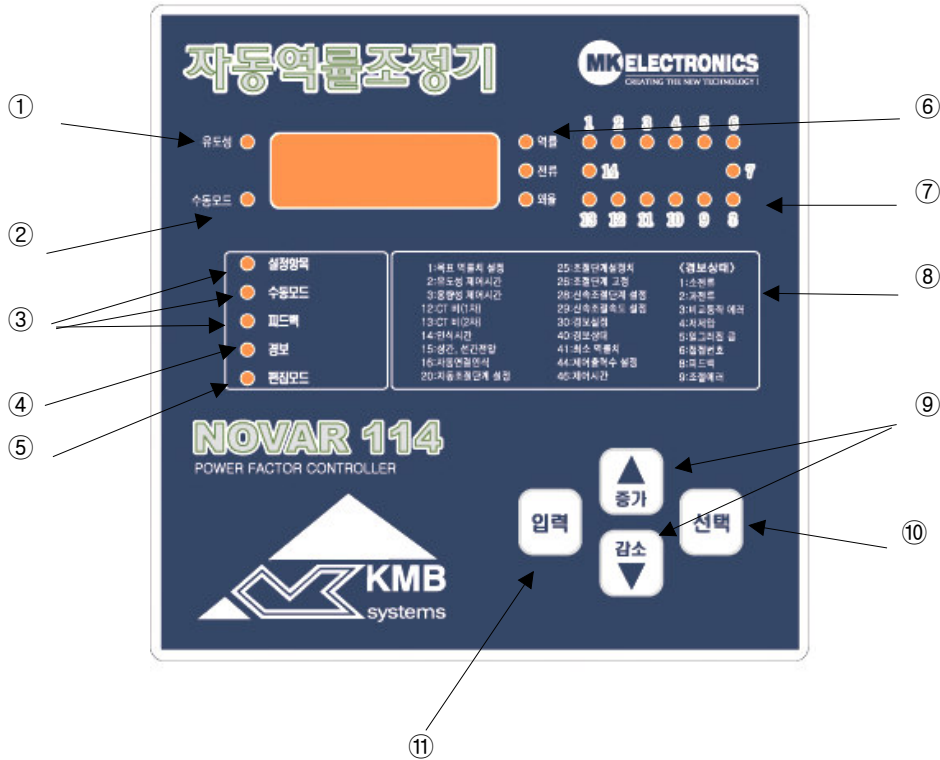 자동역률조정기
MK ELECTRONICS
CREATING THE NEW TECHNOLOGY !
①
유도성
역률
⑥
1 2 3 4 5 6
전류
14 7
수동모드
왜율
⑦
②
13 12 11 10 9 8
③
설정항목
수동모드
피드백
④
경보
⑤
편집모드
⑧
1:목표 역률치 설정
2:유도성 제어시간
3:용량성 제어시간
12:CT 비(1차)
13:CT 비(2차)
14:인식시간
15:상간, 선간전압
16:자동연결인식
20:자동조절단계 설정
25:조절단계설정치
26:조절단계 고정
28:신속조절단계 설정
29:신속조절속도 설정
30:경보설정
40:경보상태
41:최소 역률치
44:제어출력수 설정
46:제어시간
<경보상태>
1:소전류
2:과전류
3:비교동작 에러
4:저전압
5:일그러짐 큼
6:접점번호
8:피드백
9:조절에러
NOVAR 114
POWER FACTOR CONTROLLER
⑨
증가
입력
선택
감소
⑩
KMB
systems
⑪